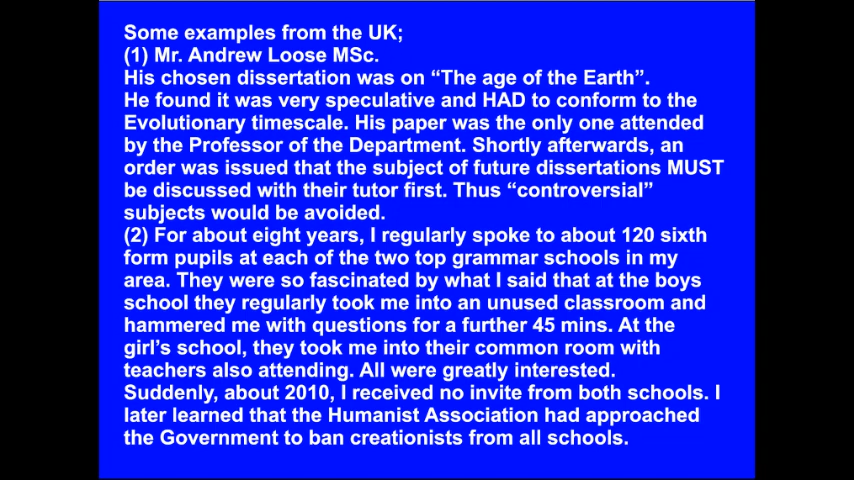 Some examples from the UK;
(1) Mr. Andrew Loose MSc.
His chosen dissertation was on “The age of the Earth”.
He found it was very speculative and HAD to conform to the
Evolutionary timescale. His paper was the only one attended
by the Professor of the Department. Shortly afterwards, an
order was issued that the subject of future dissertations MUST
be discussed with their tutor first. Thus “controversial”
subjects would be avoided.
(2) For about eight years, I regularly spoke to about 120 sixth
form pupils at each of the two top grammar schools in my
area. They were so fascinated by what I said that at the boys
school they regularly took me into an unused classroom and
hammered me with questions for a further 45 mins. At the
girl’s school, they took me into their common room with
teachers also attending. All were greatly interested.
Suddenly, about 2010, I received no invite from both schools. I
later learned that the Humanist Association had approached
the Government to ban creationists from all schools.